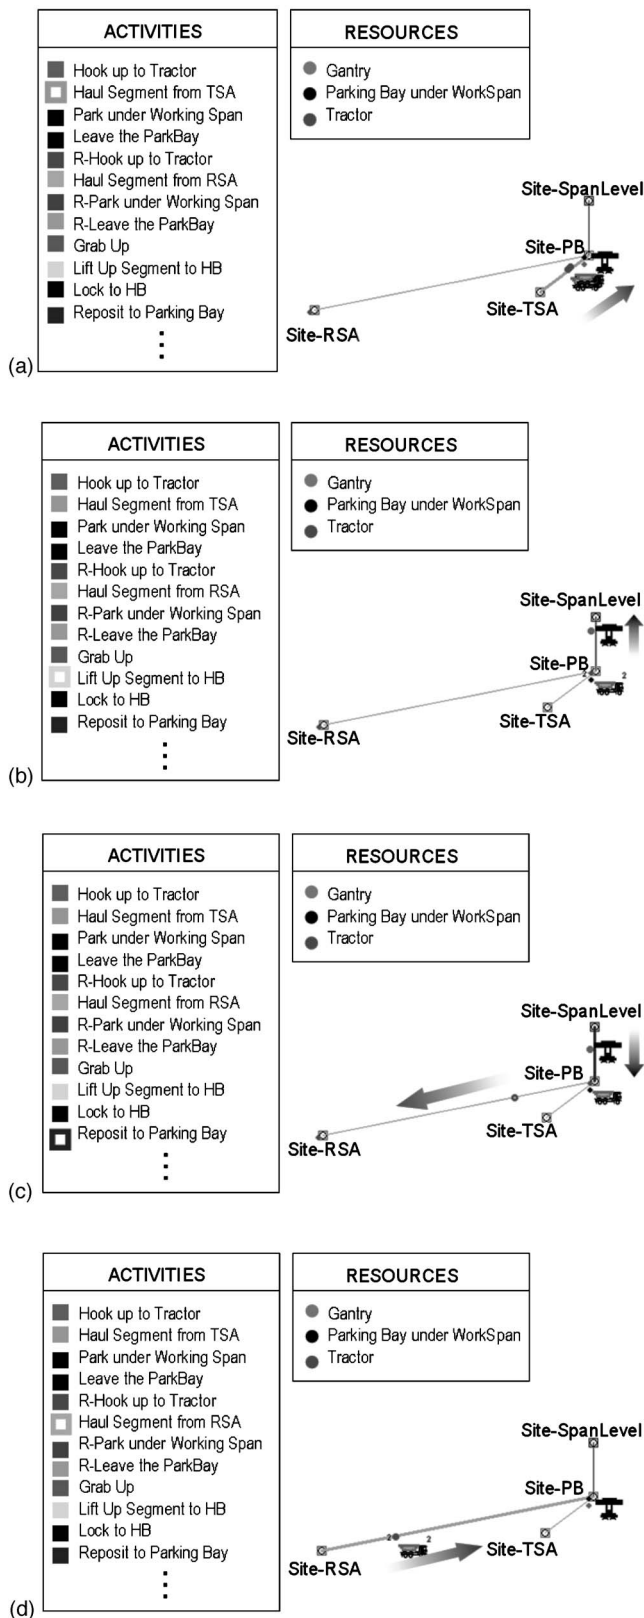 ACTIVITIES
Hook up to Tractor
Haul Segment from TSA
Park under Working Span
Leave the ParkBay
R-Hook up to Tractor
Haul Segment from RSA
R-Park under Working Span
R-Leave the ParkBay
Grab Up
Lift Up Segment to HB
Lock to HB
Reposit to Parking Bay
RESOURCES
Gantry
Parking Bay under WorkSpan
Tractor
Site-SpanLevel
Site-PB
Site-TSA
Site-RSA
(a)
ACTIVITIES
Hook up to Tractor
Haul Segment from TSA
Park under Working Span
Leave the ParkBay
R-Hook up to Tractor
Haul Segment from RSA
R-Park under Working Span
R-Leave the ParkBay
Grab Up
Lift Up Segment to HB
Lock to HB
Reposit to Parking Bay
RESOURCES
Gantry
Parking Bay under WorkSpan
Tractor
Site-SpanLevel
Site-PB
2 2
Site-TSA
Site-RSA
(b)
ACTIVITIES
Hook up to Tractor
Haul Segment from TSA
Park under Working Span
Leave the ParkBay
R-Hook up to Tractor
Haul Segment from RSA
R-Park under Working Span
R-Leave the ParkBay
Grab Up
Lift Up Segment to HB
Lock to HB
Reposit to Parking Bay
RESOURCES
Gantry
Parking Bay under WorkSpan
Tractor
Site-SpanLevel
Site-PB
Site-TSA
Site-RSA
(c)
ACTIVITIES
Hook up to Tractor
Haul Segment from TSA
Park under Working Span
Leave the ParkBay
R-Hook up to Tractor
Haul Segment from RSA
R-Park under Working Span
R-Leave the ParkBay
Grab Up
Lift Up Segment to HB
Lock to HB
Reposit to Parking Bay
RESOURCES
Gantry
Parking Bay under WorkSpan
Tractor
Site-SpanLevel
Site-PB
2 2
Site-TSA
Site-RSA
(d)